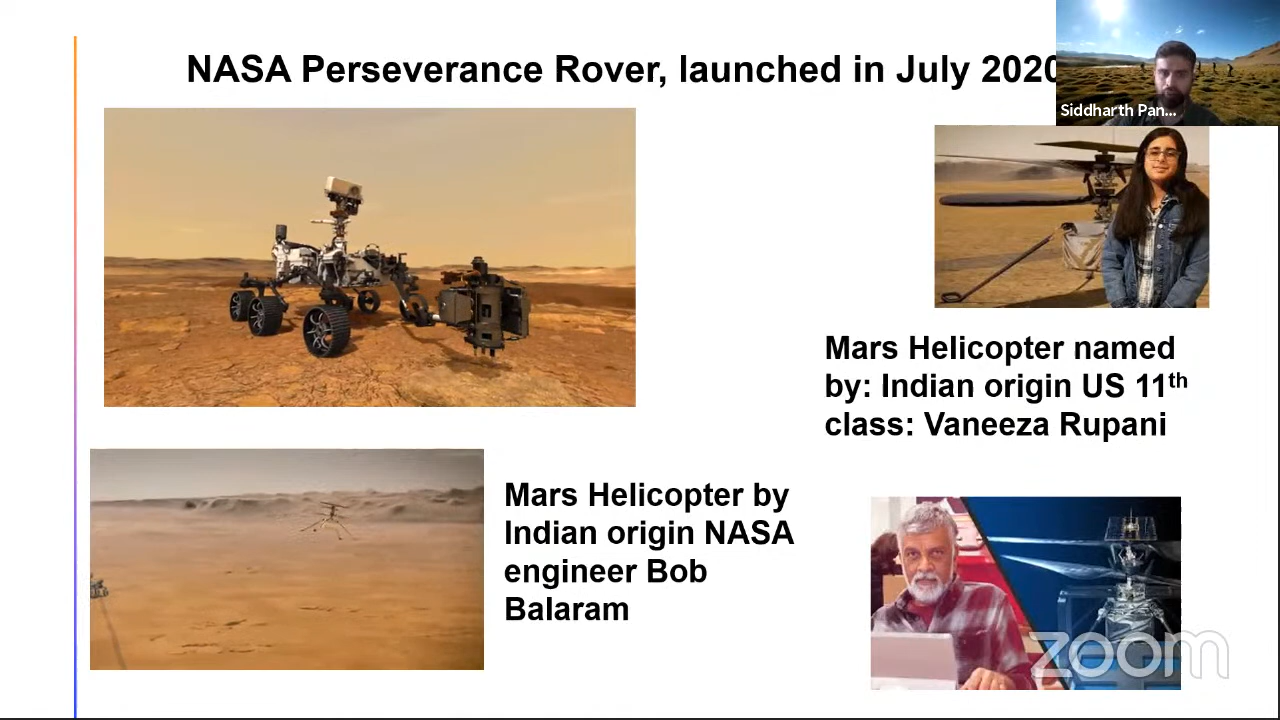 NASA Perseverance Rover, launched in July 2020
Siddharth Pan...
Mars Helicopter named
by: Indian origin US 11th
class: Vaneeza Rupani
Mars Helicopter by
Indian origin NASA
engineer Bob
Balaram
zoom